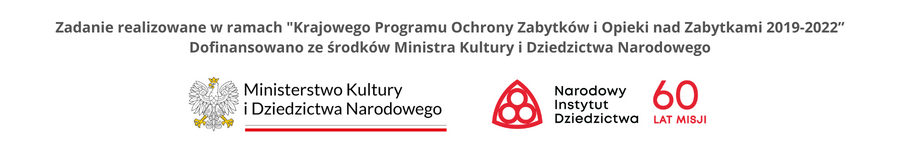 Zadanie realizowane w ramach "Krajowego Programu Ochrony Zabytków i Opieki nad Zabytkami 2019-2022”
Dofinansowano ze środków Ministra Kultury i Dziedzictwa Narodowego
Ministerstwo Kultury
i Dziedzictwa Narodowego
Narodowy
Instytut
Dziedzictwa
60
LAT MISJI